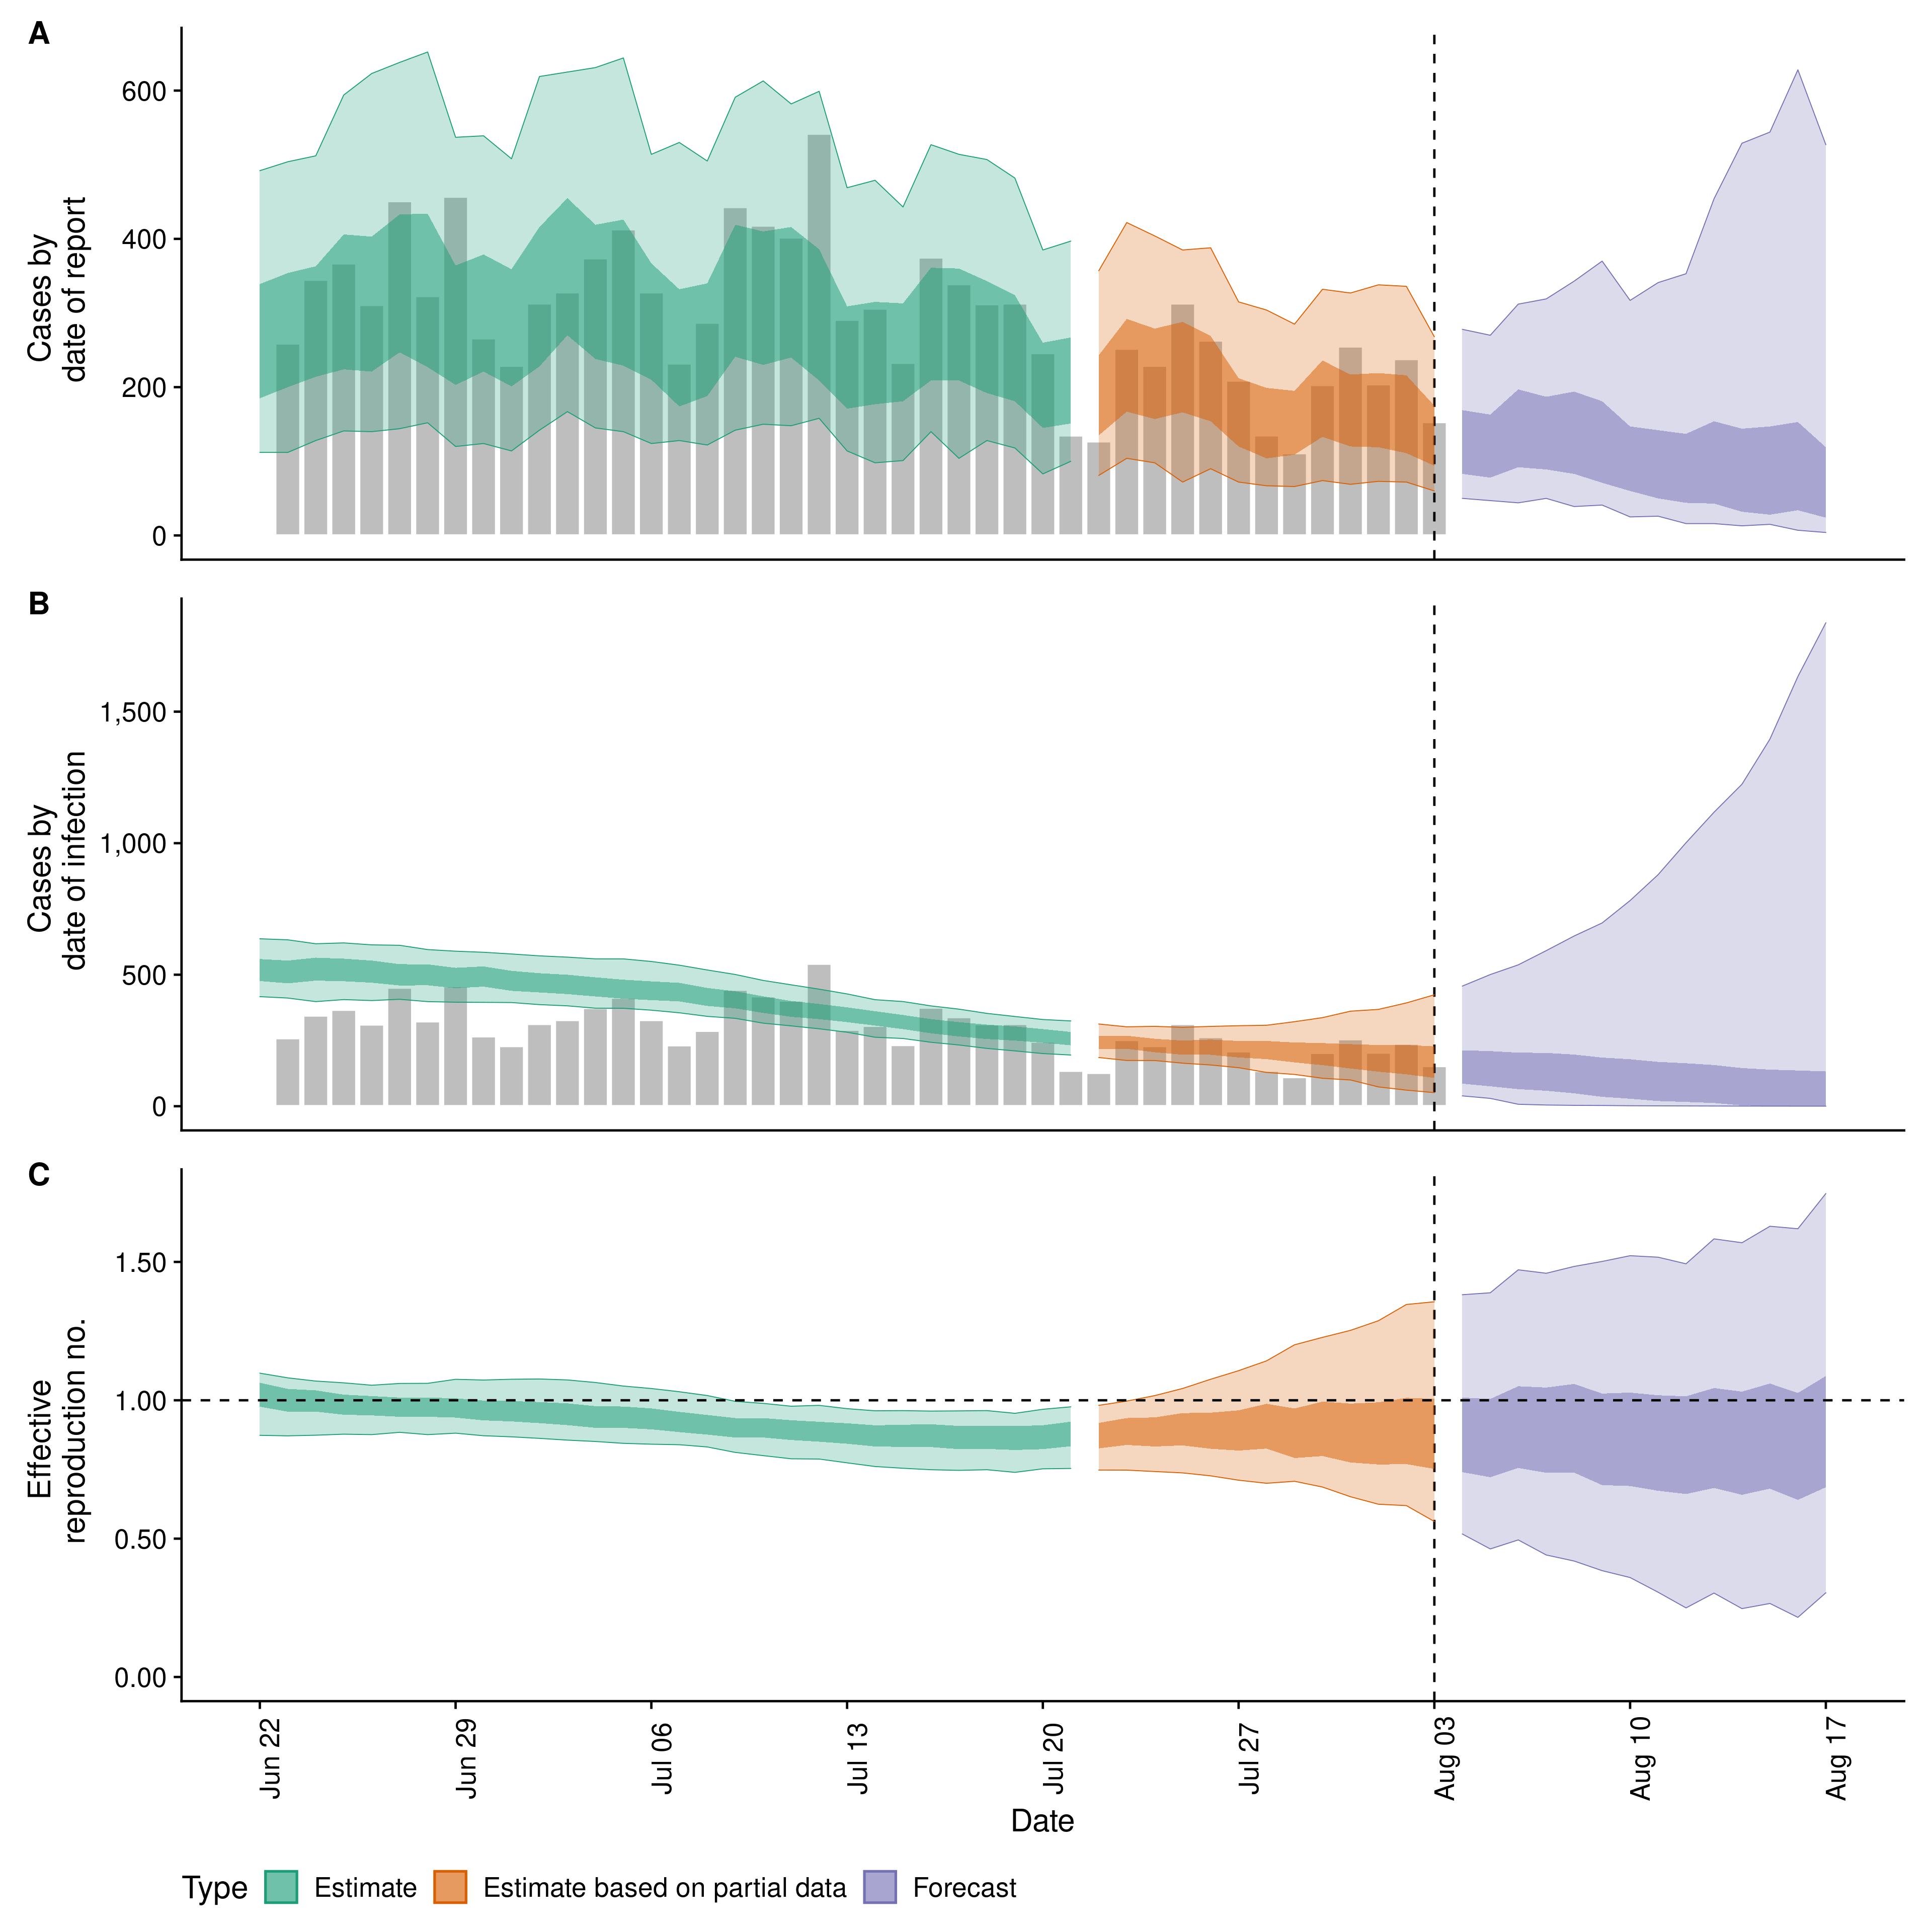 A
Cases by
date of report
600
400
200
0
B
Cases by
date of infection
1,500
1,000
500
0
C
Effective
reproduction no.
1.50
1.00
0.50
0.00
Jun 22
Jun 29
Jul 06
Jul 13
Jul 20
Jul 27
Aug 03
Aug 10
Aug 17
Date
Type Estimate Estimate based on partial data Forecast